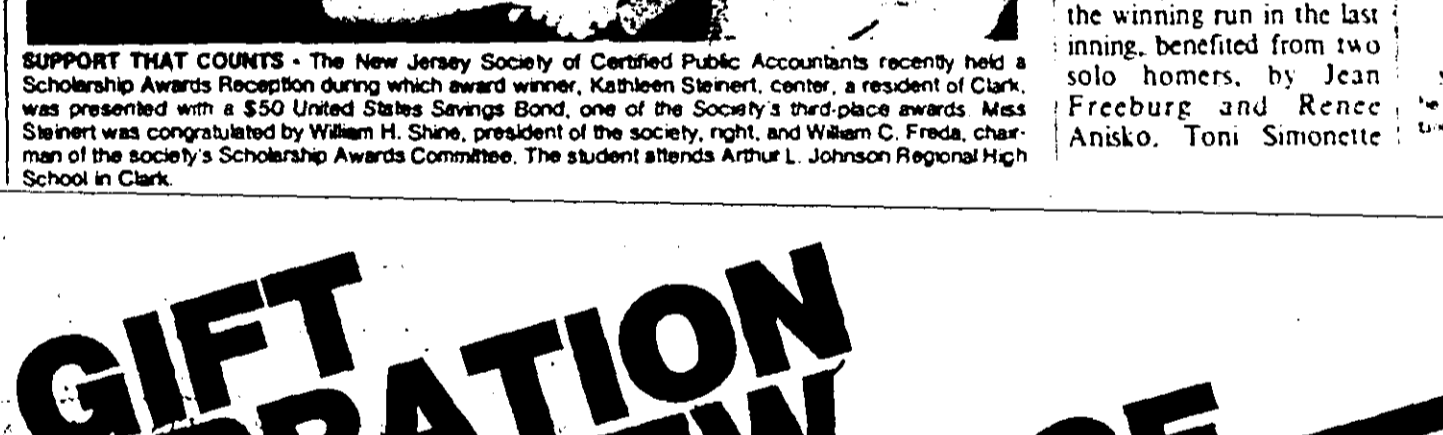 SUPPORT THAT COUNTS - The New Jersey Society of Certified Public Accountants recently held a
Scholarship Awards Reception during which award winner, Kathleen Steinert, center, a resident of Clark,
was presented with a $50 United States Savings Bond, one of the Society's third-place awards. Miss
Steinert was congratulated by William H. Shine, president of the society, right, and William C. Freda, chair-
man of the society's Scholarship Awards Committee. The student attends Arthur L. Johnson Regional High
School in Clark.
the winning run in the last
inning, benefited from two
solo homers, by Jean
Freeburg and Renee
Anisko. Toni Simonette
GIFT